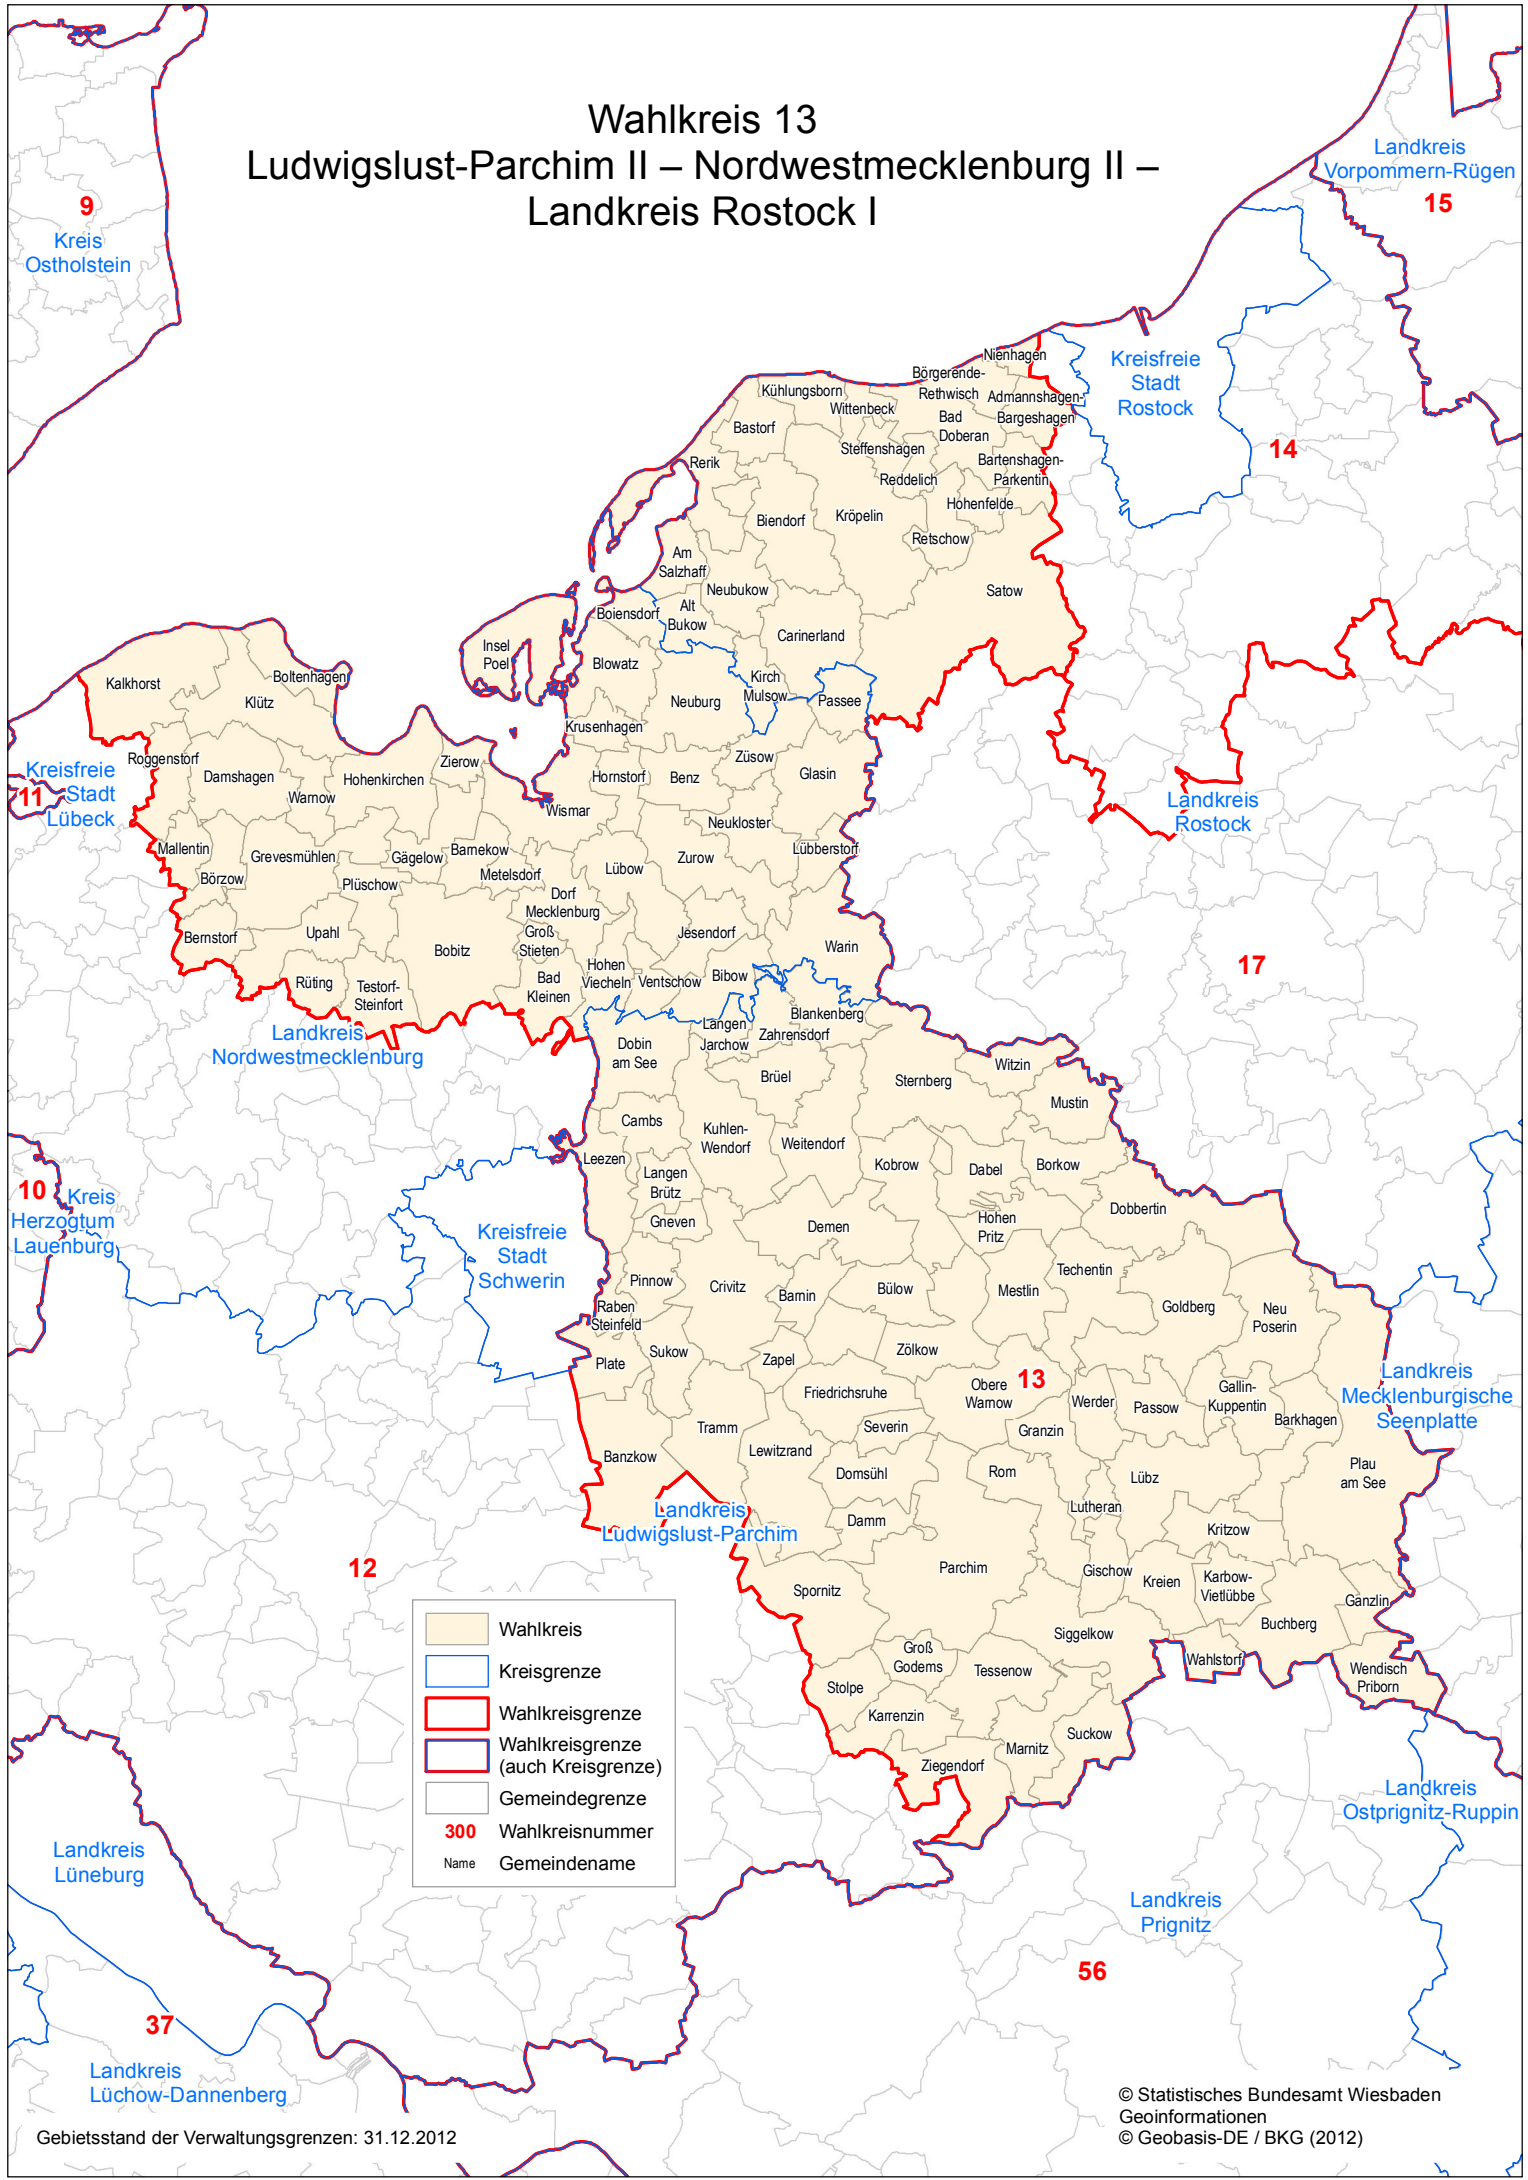 Wahlkreis 13
Ludwigslust-Parchim II – Nordwestmecklenburg II –
Landkreis Rostock I
Landkreis
Vorpommern-Rügen
15
9
Kreis
Ostholstein
Kreisfreie
Stadt
Rostock
14
Nienhagen
Börgerende-
Rethwisch
Admannshagen-
Bargeshagen
Kühlungsborn
Wittenbeck
Bad
Doberan
Bastorf
Steffenshagen
Bartenshagen-
Parkentin
Rerik
Reddelich
Hohenfelde
Biendorf
Kröpelin
Retschow
Am
Salzhaff
Neubukow
Satow
Boiensdorf
Alt
Bukow
Carinerland
Insel
Poel
Blowatz
Kirch
Mulsow
Passee
Neuburg
Kalkhorst
Boltenhagen
Klütz
Krusenhagen
Roggenstorf
Damshagen
Hohenkirchen
Zierow
Warnow
Hornstorf
Benz
Züsow
Glasin
Kreisfreie
Stadt
Lübeck
11
Wismar
Neukloster
Landkreis
Rostock
Mallentin
Grevesmühlen
Gägelow
Barnekow
Lübberstorf
Börzow
Plüschow
Metelsdorf
Lübow
Zurow
Dorf
Mecklenburg
Bernstorf
Upahl
Bobitz
Groß
Stieten
Jesendorf
Warin
17
Rüting
Testorf-
Steinfort
Bad
Kleinen
Hohen
Viecheln
Ventschow
Bibow
Landkreis
Nordwestmecklenburg
Blankenberg
Langen
Jarchow
Zahrensdorf
Dobin
am See
Brüel
Sternberg
Witzin
Mustin
Cambs
Kuhlen-
Wendorf
Weitendorf
Leezen
Langen
Brütz
Kobrow
Dabel
Borkow
10
Kreis
Herzogtum
Lauenburg
Gneven
Demen
Hohen
Pritz
Dobbertin
Kreisfreie
Stadt
Schwerin
Pinnow
Crivitz
Barnin
Bülow
Mestlin
Techentin
Goldberg
Neu
Poserin
Raben
Steinfeld
Plate
Sukow
Zapel
Zölkow
Landkreis
Mecklenburgische
Seenplatte
Friedrichsruhe
Obere
Warnow
13
Werder
Passow
Gallin-
Kuppentin
Barkhagen
Tramm
Severin
Granzin
Banzkow
Lewitzrand
Domsühl
Rom
Lübz
Plau
am See
Landkreis
Ludwigslust-Parchim
Damm
Lutheran
Kritzow
12
Spornitz
Parchim
Gischow
Kreien
Karbow-
Vietlübbe
Ganzlin
Buchberg
Siggelkow
Groß
Godems
Tessenow
Wahlstorf
Wendisch
Priborn
Stolpe
Karrenzin
Marnitz
Suckow
Ziegendorf
Wahlkreis
Kreisgrenze
Wahlkreisgrenze
Wahlkreisgrenze
(auch Kreisgrenze)
Gemeindegrenze
300 Wahlkreisnummer
Name Gemeindename
Landkreis
Ostprignitz-Ruppin
Landkreis
Lüneburg
Landkreis
Prignitz
56
37
Landkreis
Lüchow-Dannenberg
Gebietsstand der Verwaltungsgrenzen: 31.12.2012
© Statistisches Bundesamt Wiesbaden
Geoinformationen
© Geobasis-DE / BKG (2012)